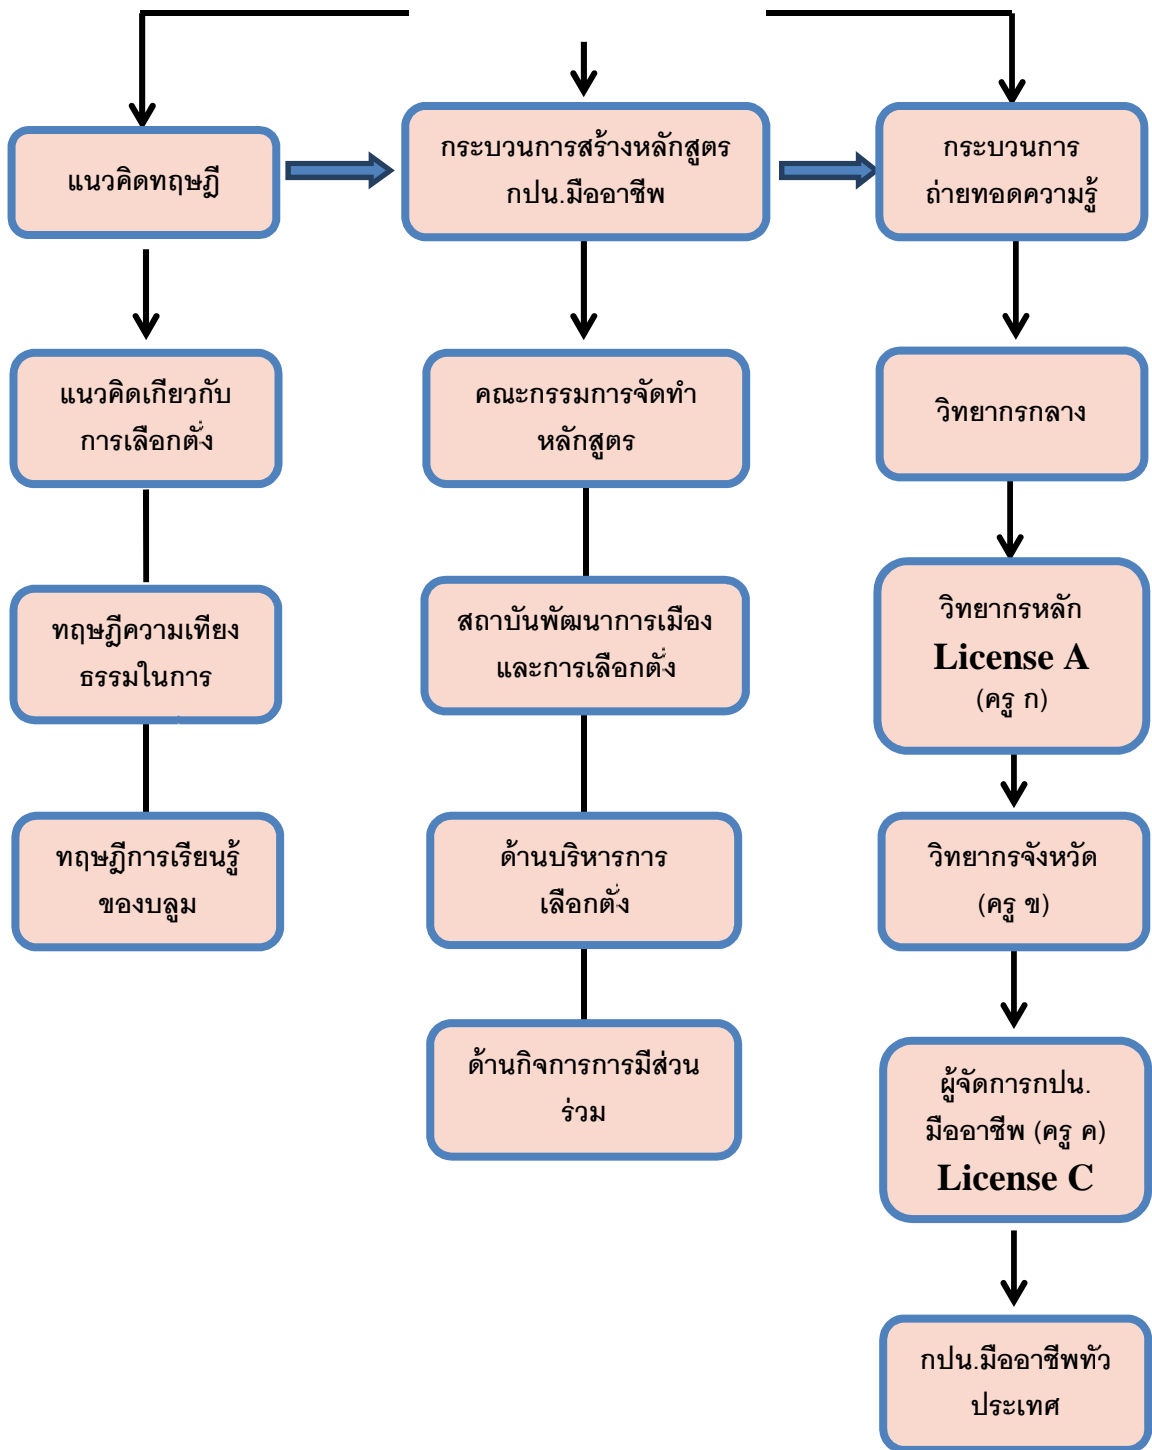 แนวคิดทฤษฎี
กระบวนการสร้างหลักสูตร
กปน.มืออาชีพ
กระบวนการ
ถ่ายทอดความรู้
แนวคิดเกี่ยวกับ
การเลือกตั้ง
ทฤษฎีความเที่ยง
ธรรมในการ
ทฤษฎีการเรียนรู้
ของบลูม
คณะกรรมการจัดทำ
หลักสูตร
สถาบันพัฒนาการเมือง
และการเลือกตั้ง
ด้านบริหารการ
เลือกตั้ง
ด้านกิจการการมีส่วน
ร่วม
วิทยากรกลาง
วิทยากรหลัก
License A
(ครู ก)
วิทยากรจังหวัด
(ครู ข)
ผู้จัดการกปน.
มืออาชีพ (ครู ค)
License C
กปน.มืออาชีพทั่ว
ประเทศ